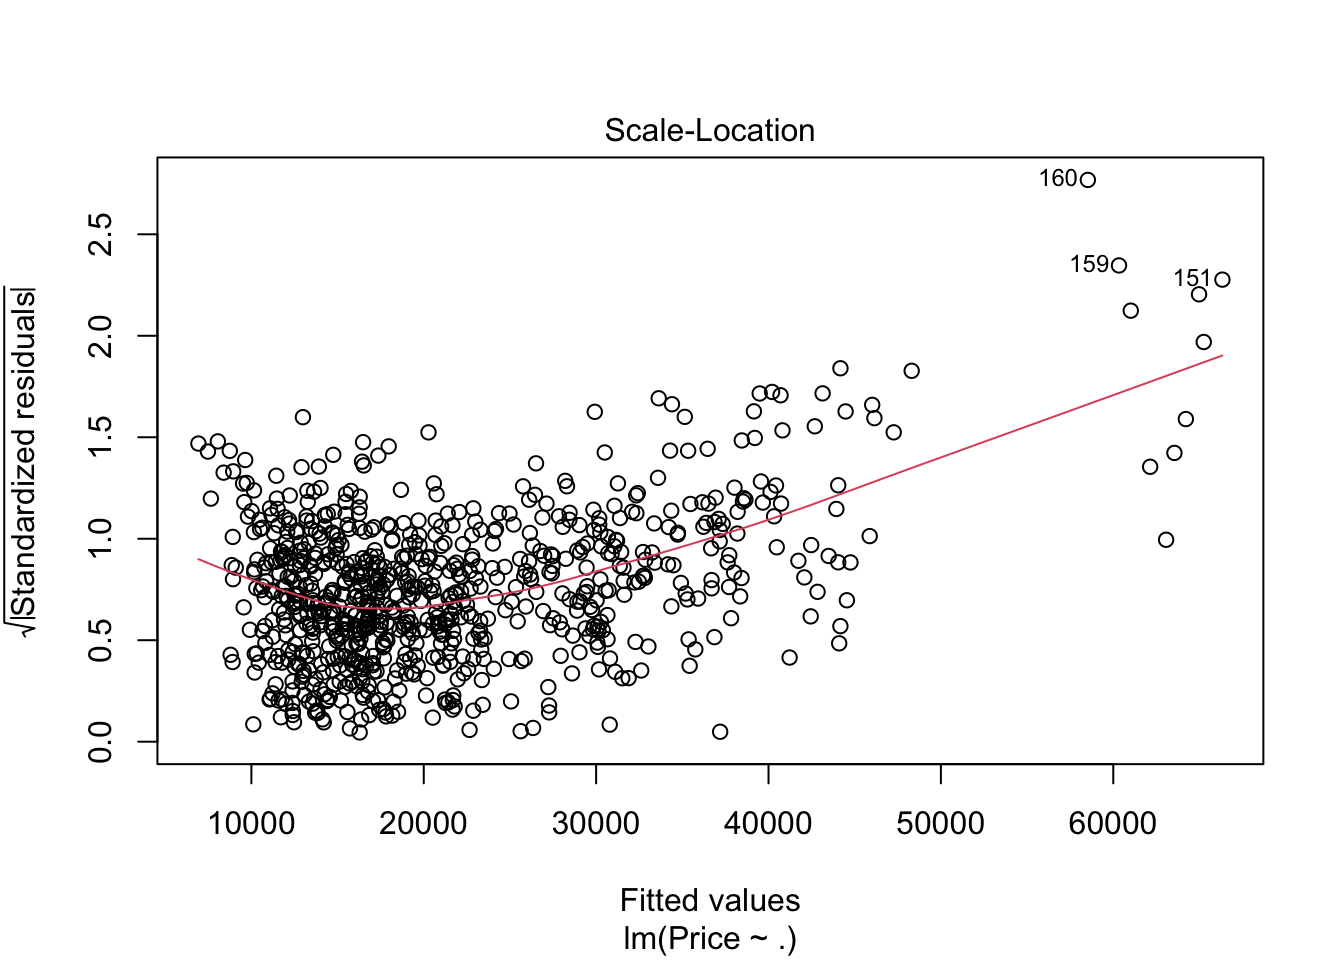 Scale-Location
160
159
151
2.5
2.0
1.5
1.0
0.5
0.0
√|Standardized residuals|
10000 20000 30000 40000 50000 60000
Fitted values
lm(Price ~ .)